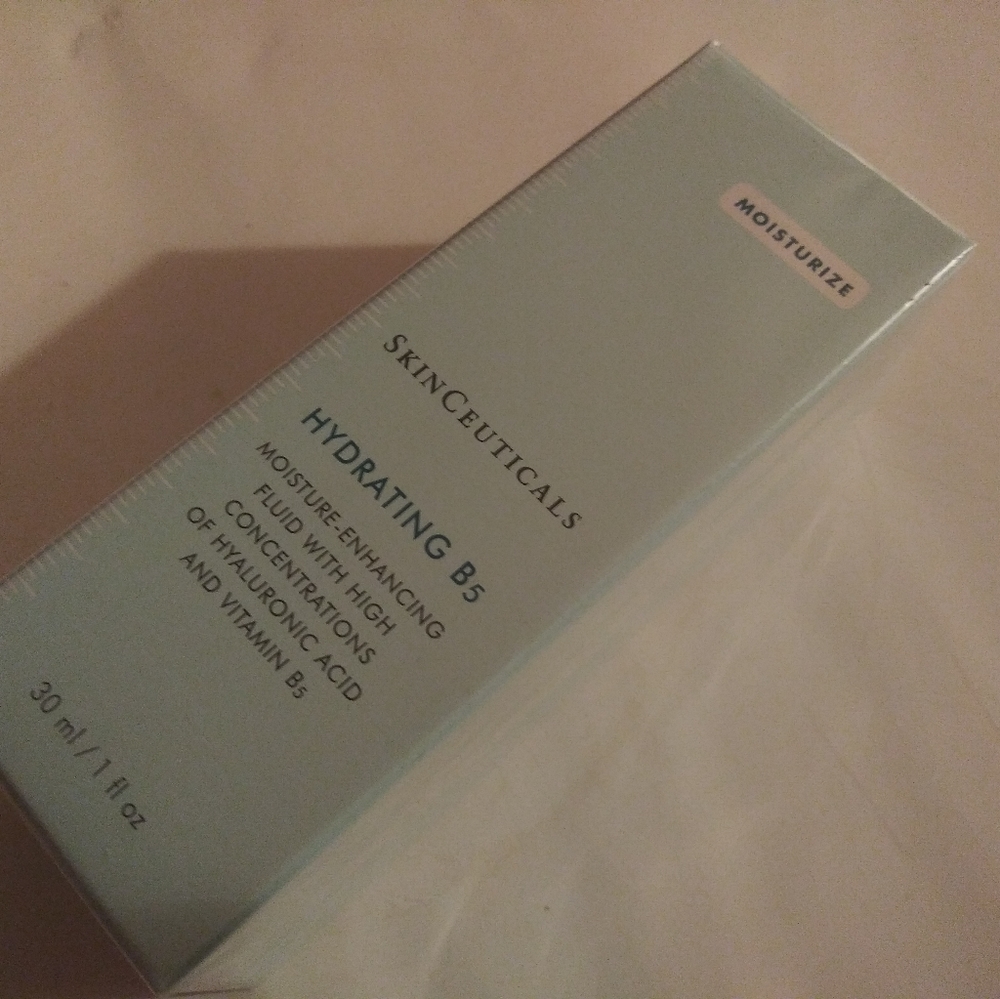 MOISTURIZE
SKINCEUTICALS
HYDRATING B5
MOISTURE-ENHANCING
FLUID WITH HIGH
CONCENTRATIONS
OF HYALURONIC ACID
AND VITAMIN B5
30 ml / 1 fl oz